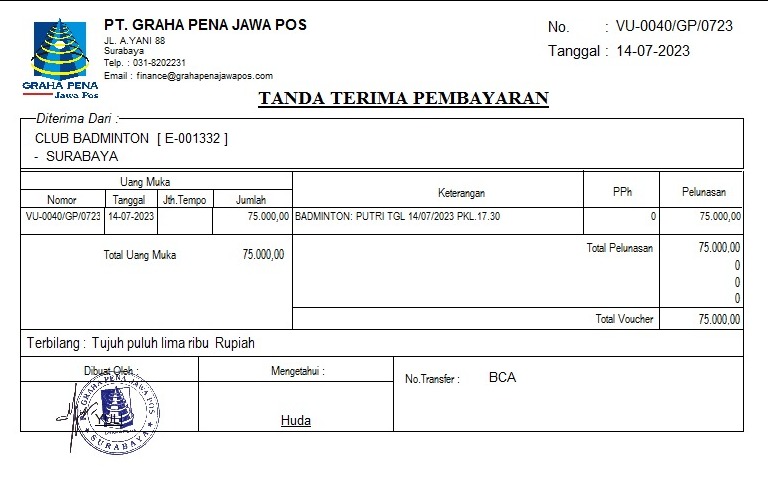 PT. GRAHA PENA JAWA POS
JL. A.YANI 88
Surabaya
Telp. : 031-8202231
Email : finance@grahapenajawapos.com
GRAHA PENA
Jawa Pos
No. : VU-0040/GP/0723
Tanggal : 14-07-2023
TANDA TERIMA PEMBAYARAN
Diterima Dari :
CLUB BADMINTON [ E-001332 ]
- SURABAYA
Uang Muka
Nomor Tanggal Jth.Tempo Jumlah Keterangan PPh Pelunasan
VU-0040/GP/0723 14-07-2023 75.000,00 BADMINTON: PUTRI TGL 14/07/2023 PKL.17.30 0 75.000,00
Total Uang Muka 75.000,00 Total Pelunasan 75.000,00
0
0
0
Total Voucher 75.000,00
Terbilang : Tujuh puluh lima ribu Rupiah
Dibuat Oleh : Mengetahui : No.Transfer : BCA
PT. GRAHA PENA JAWA POS
SURABAYA
Huda